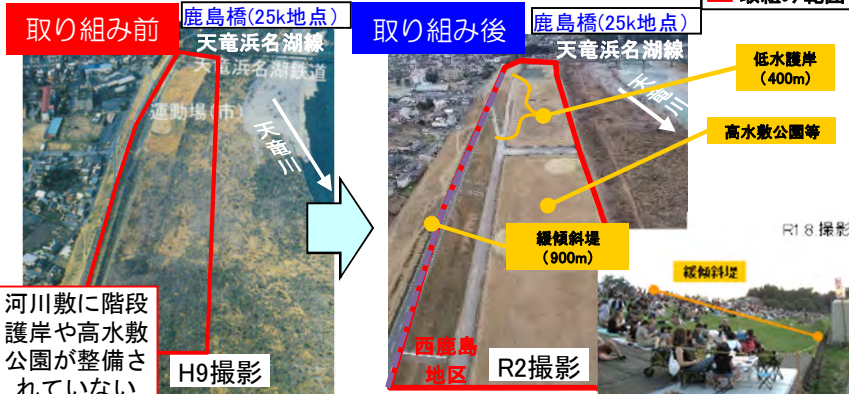 取り組み前
鹿島橋(25k地点)
天竜浜名湖線
天竜浜名湖鉄道
運動場(市)
天竜川
河川敷に階段
護岸や高水敷
公園が整備さ
れていない
H9撮影
取り組み後
鹿島橋(25k地点)
取組み範囲
天竜浜名湖線
天竜川
低水護岸
(400m)
高水敷公園等
緩傾斜堤
(900m)
西鹿島
地区
R2撮影
R1.8 撮影
緩傾斜堤